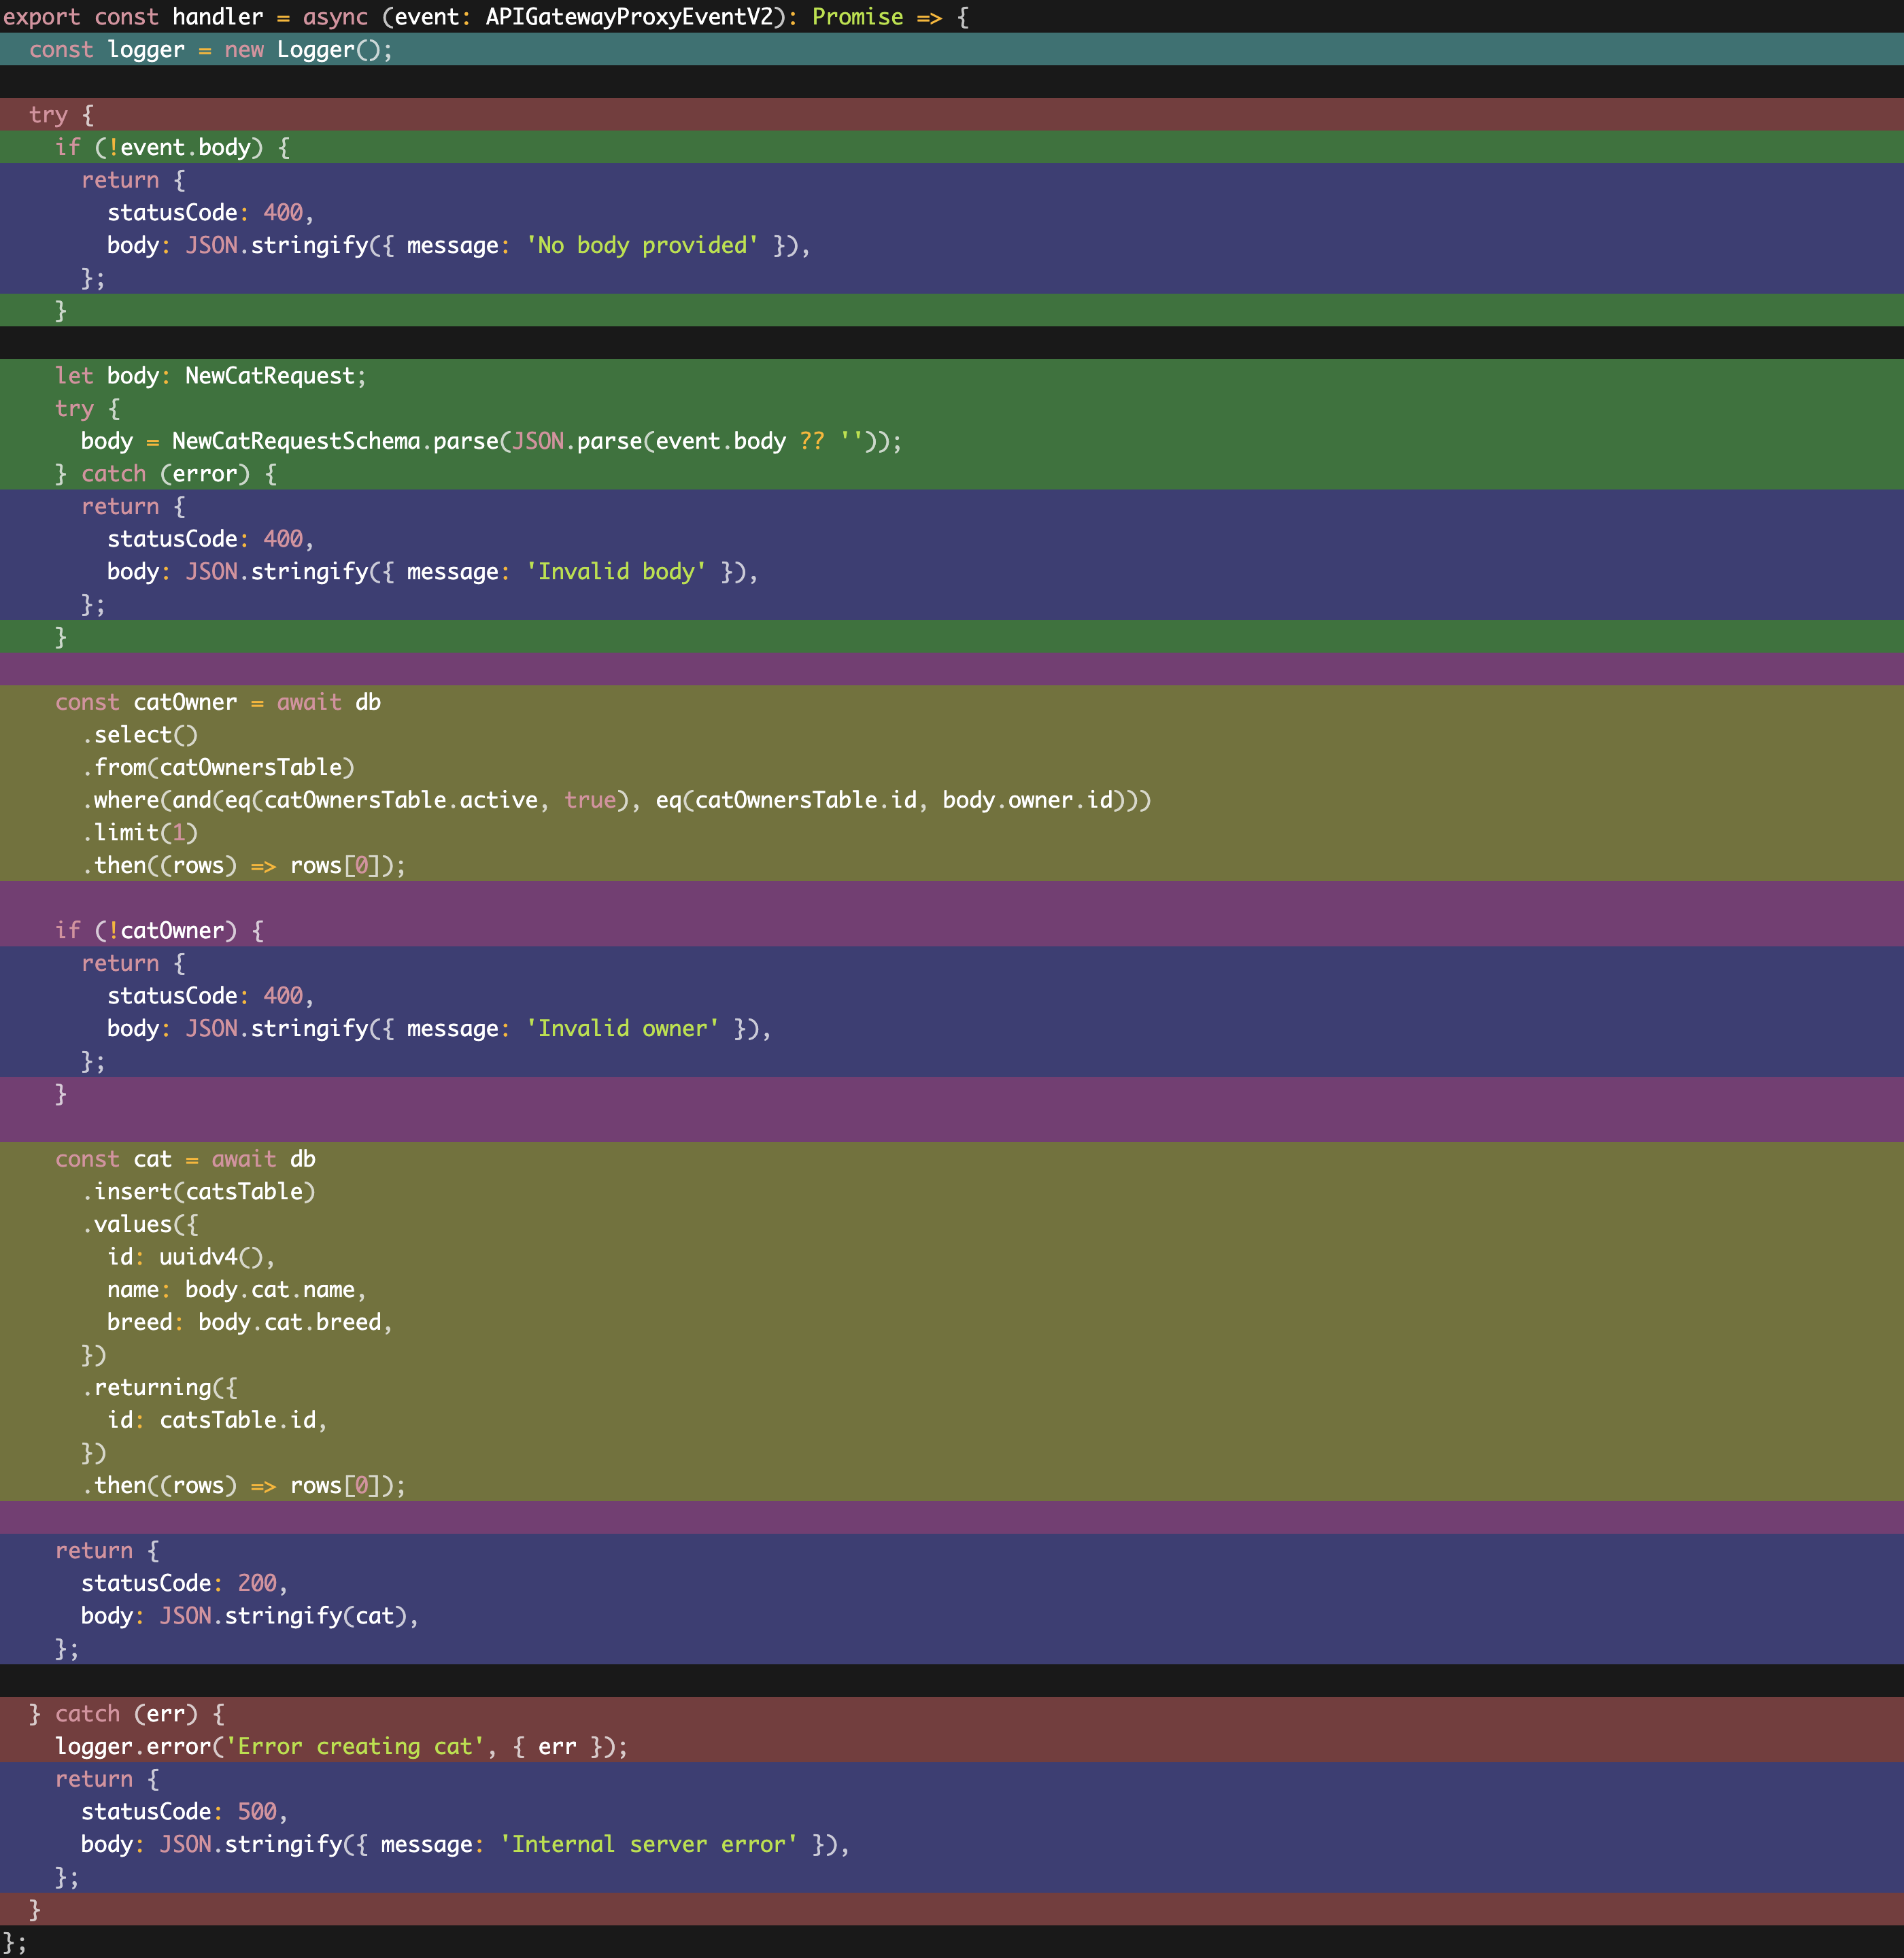 export const handler = async (event: APIGatewayProxyEventV2): Promise => {
  const logger = new Logger();

  try {
    if (!event.body) {
      return {
        statusCode: 400,
        body: JSON.stringify({ message: 'No body provided' }),
      };
    }

    let body: NewCatRequest;
    try {
      body = NewCatRequestSchema.parse(JSON.parse(event.body ?? ''));
    } catch (error) {
      return {
        statusCode: 400,
        body: JSON.stringify({ message: 'Invalid body' }),
      };
    }

    const catOwner = await db
      .select()
      .from(catOwnersTable)
      .where(and(eq(catOwnersTable.active, true), eq(catOwnersTable.id, body.owner.id)))
      .limit(1)
      .then((rows) => rows[0]);

    if (!catOwner) {
      return {
        statusCode: 400,
        body: JSON.stringify({ message: 'Invalid owner' }),
      };
    }

    const cat = await db
      .insert(catsTable)
      .values({
        id: uuidv4(),
        name: body.cat.name,
        breed: body.cat.breed,
      })
      .returning({
        id: catsTable.id,
      })
      .then((rows) => rows[0]);

    return {
      statusCode: 200,
      body: JSON.stringify(cat),
    };

  } catch (err) {
    logger.error('Error creating cat', { err });
    return {
      statusCode: 500,
      body: JSON.stringify({ message: 'Internal server error' }),
    };
  }
};